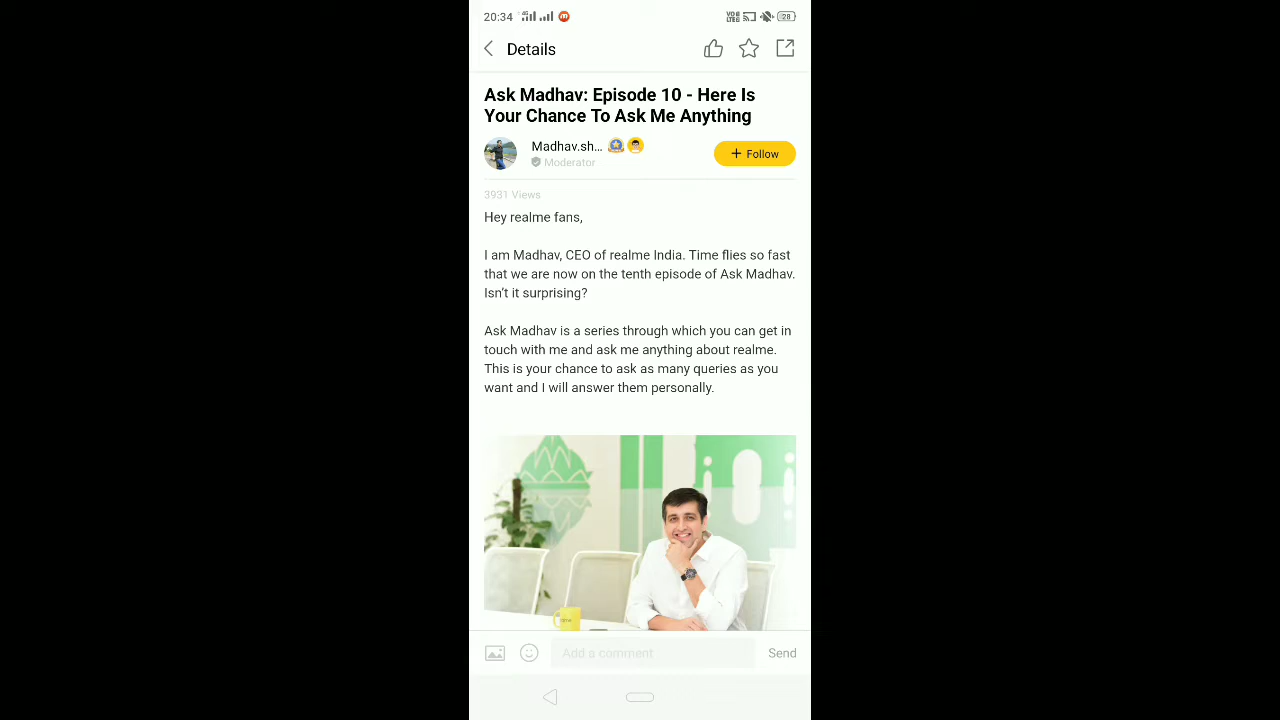 20:34
28
Details
Ask Madhav: Episode 10 - Here Is
Your Chance To Ask Me Anything
Madhav.sh...
+ Follow
Moderator
3931 Views
Hey realme fans,
I am Madhav, CEO of realme India. Time flies so fast
that we are now on the tenth episode of Ask Madhav.
Isn't it surprising?
Ask Madhav is a series through which you can get in
touch with me and ask me anything about realme.
This is your chance to ask as many queries as you
want and I will answer them personally.
Add a comment
Send